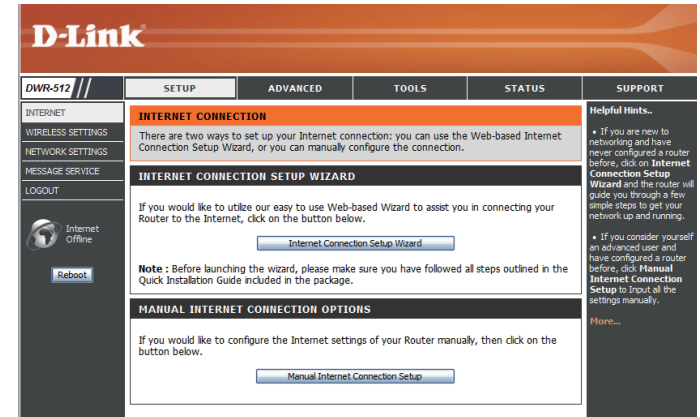 D-Link
DWR-512
SETUP
ADVANCED
TOOLS
STATUS
SUPPORT
INTERNET
WIRELESS SETTINGS
NETWORK SETTINGS
MESSAGE SERVICE
LOGOUT
Internet
Offline
Reboot
INTERNET CONNECTION
There are two ways to set up your Internet connection: you can use the Web-based Internet
Connection Setup Wizard, or you can manually configure the connection.
INTERNET CONNECTION SETUP WIZARD
If you would like to utilize our easy to use Web-based Wizard to assist you in connecting your
Router to the Internet, click on the button below.
Internet Connection Setup Wizard
Note : Before launching the wizard, please make sure you have followed all steps outlined in the
Quick Installation Guide included in the package.
MANUAL INTERNET CONNECTION OPTIONS
If you would like to configure the Internet settings of your Router manually, then click on the
button below.
Manual Internet Connection Setup
Helpful Hints..
• If you are new to
networking and have
never configured a router
before, click on Internet
Connection Setup
Wizard and the router will
guide you through a few
simple steps to get your
network up and running.
• If you consider yourself
an advanced user and
have configured a router
before, click Manual
Internet Connection
Setup to Input all the
settings manually.
More...